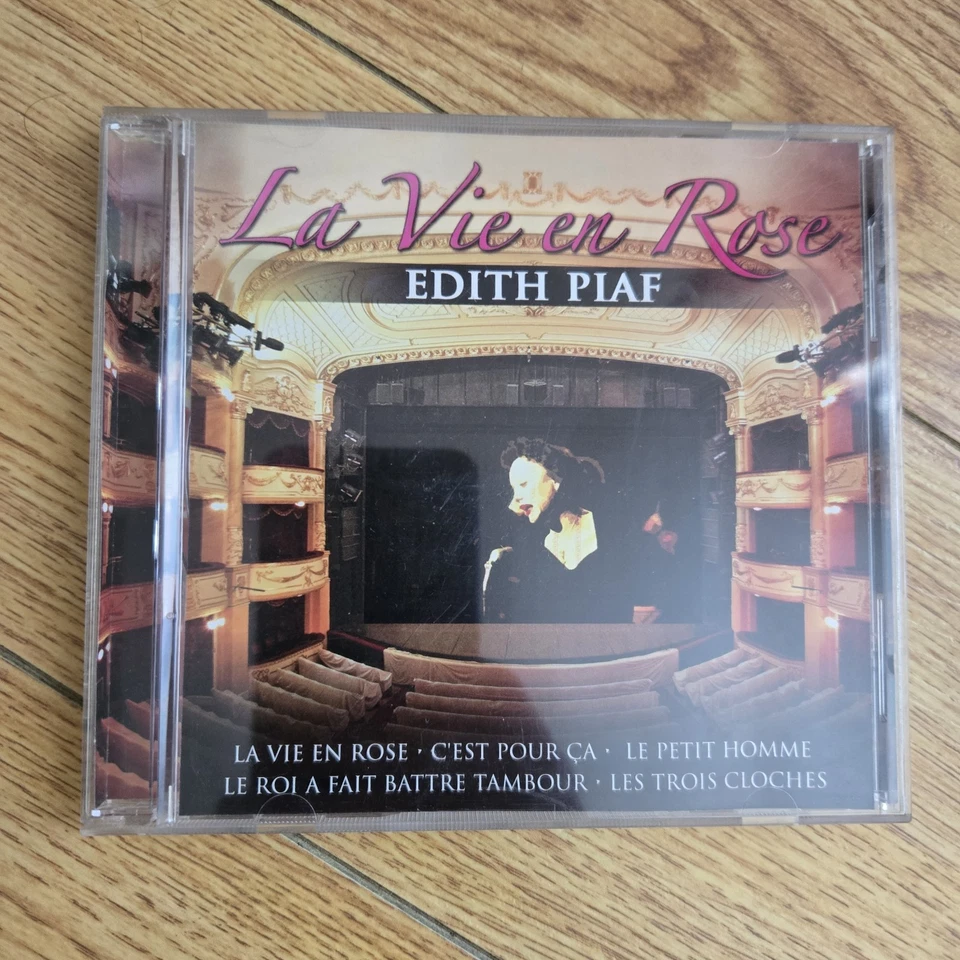 La Vie en Rose
EDITH PIAF
LA VIE EN ROSE · C'EST POUR ÇA · LE PETIT HOMME
LE ROI A FAIT BATTRE TAMBOUR · LES TROIS CLOCHES